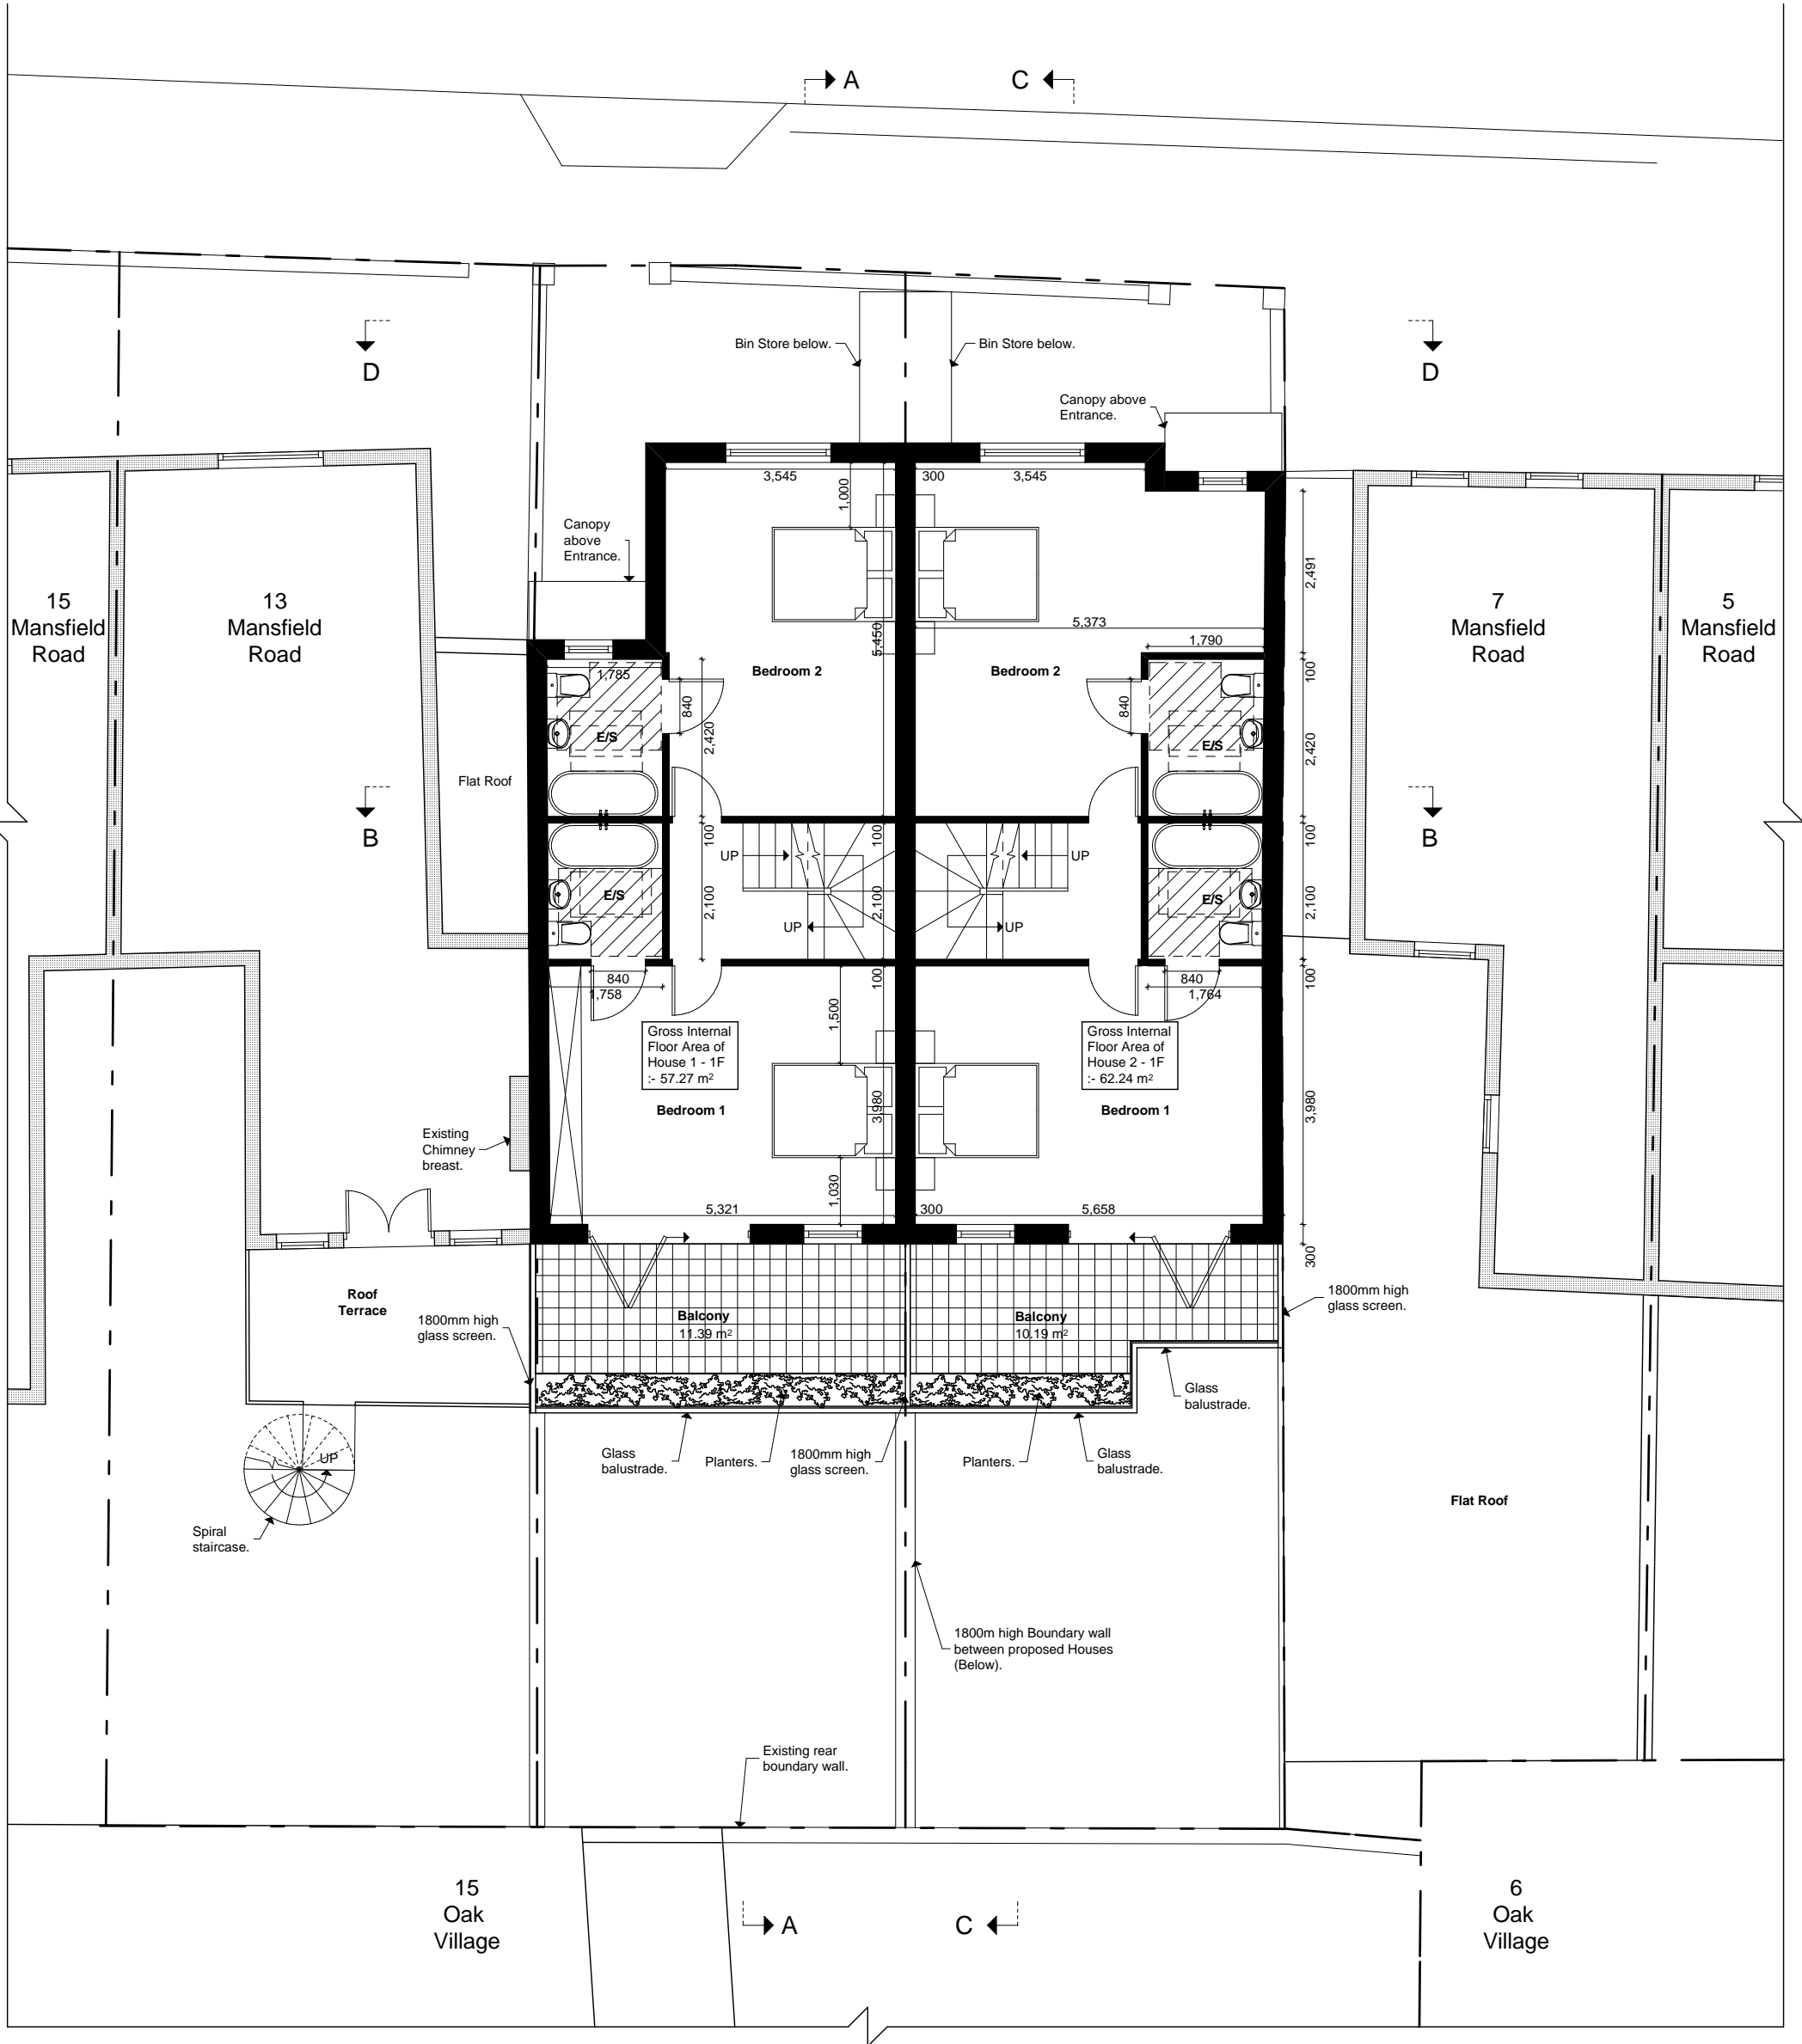 A
C
Bin Store below.
Bin Store below.
D
D
Canopy above
Entrance.
3,545
1,000
300
3,545
Canopy
above
Entrance.
2,491
15
Mansfield
Road
13
Mansfield
Road
7
Mansfield
Road
5
Mansfield
Road
5,373
5,450
1,790
1,785
Bedroom 2
Bedroom 2
100
840
840
2,420
E/S
E/S
2,420
Flat Roof
B
B
100
UP
100
UP
100
2,100
E/S
2,100
E/S
2,100
UP
UP
840
1,758
100
840
1,764
100
1,500
Gross Internal
Floor Area of
House 1 - 1F
:- 57.27 m²
Gross Internal
Floor Area of
House 2 - 1F
:- 62.24 m²
Bedroom 1
3,980
Bedroom 1
3,980
Existing
Chimney
breast.
1,030
5,321
300
5,658
300
Roof
Terrace
1800mm high
glass screen.
Balcony
11.39 m²
Balcony
10.19 m²
1800mm high
glass screen.
Glass
balustrade.
Glass
balustrade.
Planters.
1800mm high
glass screen.
Planters.
Glass
balustrade.
UP
Spiral
staircase.
Flat Roof
1800m high Boundary wall
between proposed Houses
(Below).
Existing rear
boundary wall.
15
Oak
Village
A
C
6
Oak
Village